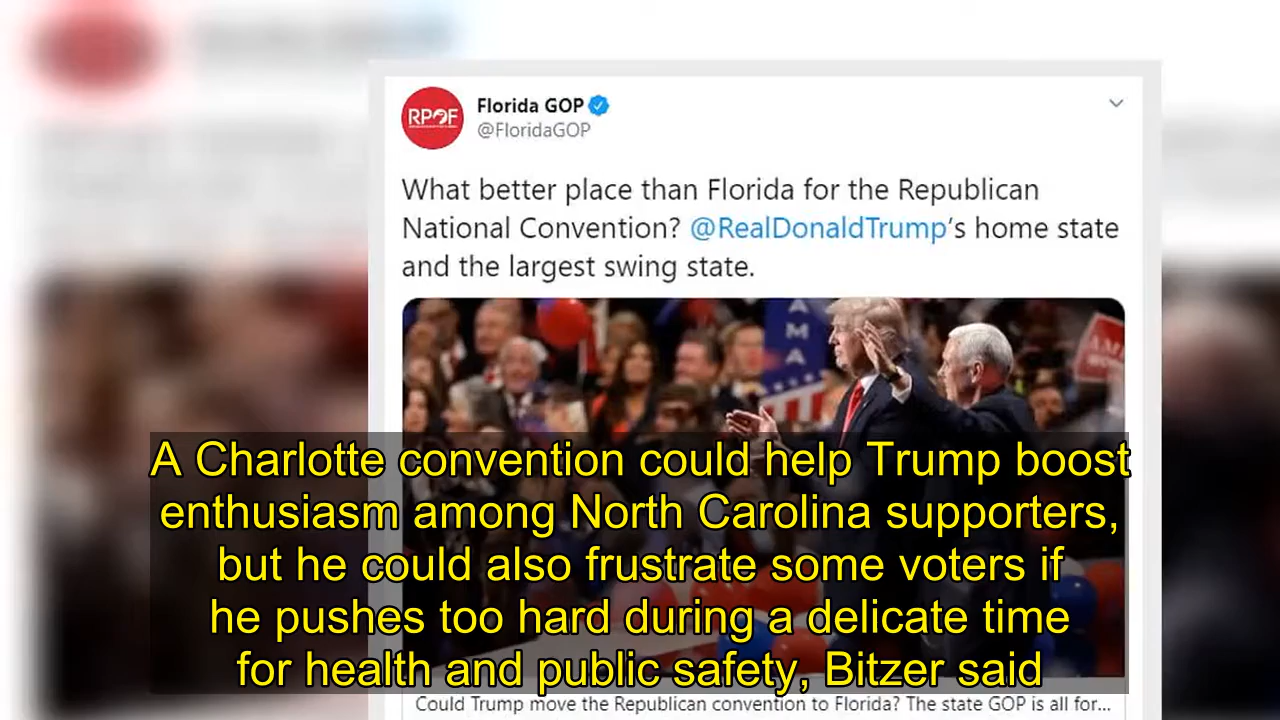 RPOF
Florida GOP
@FloridaGOP
What better place than Florida for the Republican
National Convention? @RealDonaldTrump's home state
and the largest swing state.
AMA
A Charlotte convention could help Trump boost
enthusiasm among North Carolina supporters,
but he could also frustrate some voters if
he pushes too hard during a delicate time
for health and public safety, Bitzer said
Could Trump move the Republican convention to Florida? The state GOP is all for...